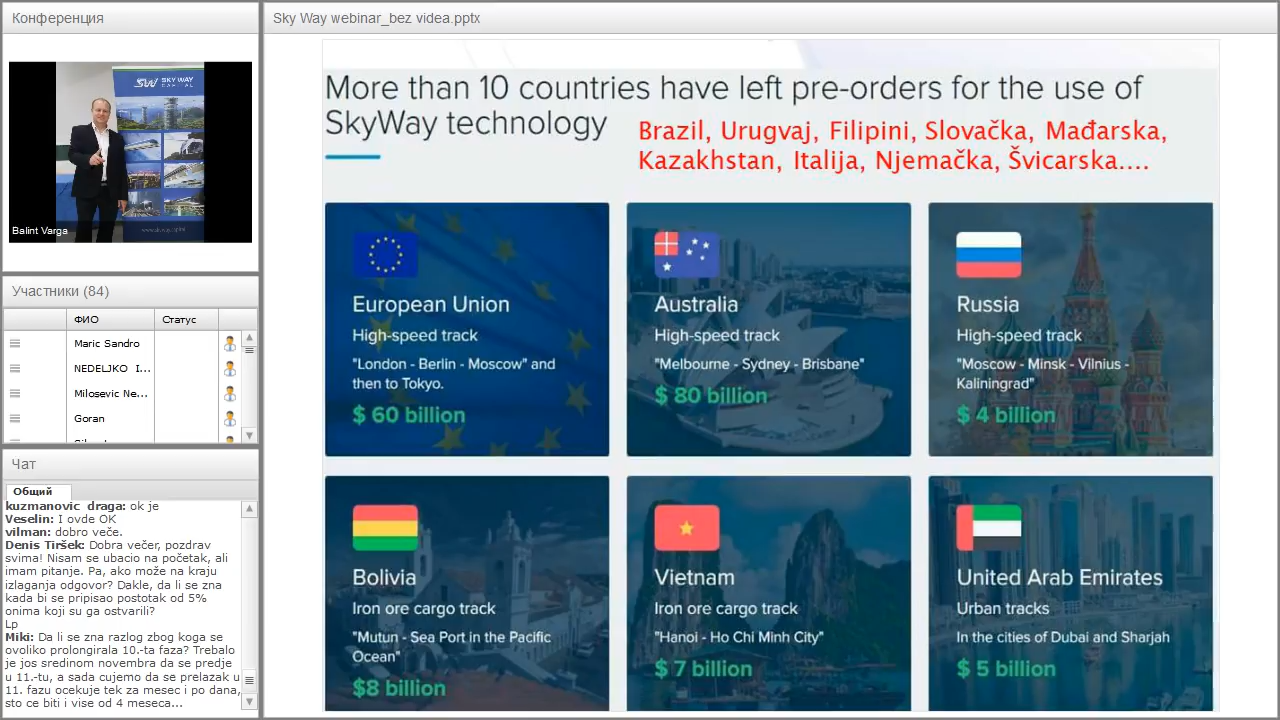 Конференция
SKY WAY
CAPITAL
Balint Varga
Участники (84)
ФИО
Статус
Maric Sandro
NEDELJKO I...
Milosevic Ne...
Goran
Чат
Общий
kuzmanovic draga: ok je
Veselin: I ovde OK
vilman: dobro veče.
Denis Tiršek: Dobra večer, pozdrav
svima! Nisam se ubacio na početak, ali
imam pitanje. Pa, ako može na kraju
izlaganja odgovor? Dakle, da li se zna
kada bi se pripisao postotak od 5%
onima koji su ga ostvarili?
Lp
Miki: Da li se zna razlog zbog koga se
ovoliko prolongira 10.-ta faza? Trebalo
je jos sredinom novembra da se predje
u 11.-tu, a sada cujemo da se prelazak u
11. fazu ocekuje tek za mesec i po dana,
sto ce biti i vise od 4 meseca...
Sky Way webinar_bez videa.pptx
More than 10 countries have left pre-orders for the use of
SkyWay technology
Brazil, Urugvaj, Filipini, Slovačka, Mađarska,
Kazakhstan, Italija, Njemačka, Švicarska....
European Union
High-speed track
"London - Berlin - Moscow" and
then to Tokyo.
$ 60 billion
Australia
High-speed track
"Melbourne - Sydney - Brisbane"
$ 80 billion
Russia
High-speed track
"Moscow - Minsk - Vilnius -
Kaliningrad"
$ 4 billion
Bolivia
Iron ore cargo track
"Mutun - Sea Port in the Pacific
Ocean"
$8 billion
Vietnam
Iron ore cargo track
"Hanoi - Ho Chi Minh City"
$ 7 billion
United Arab Emirates
Urban tracks
In the cities of Dubai and Sharjah
$ 5 billion